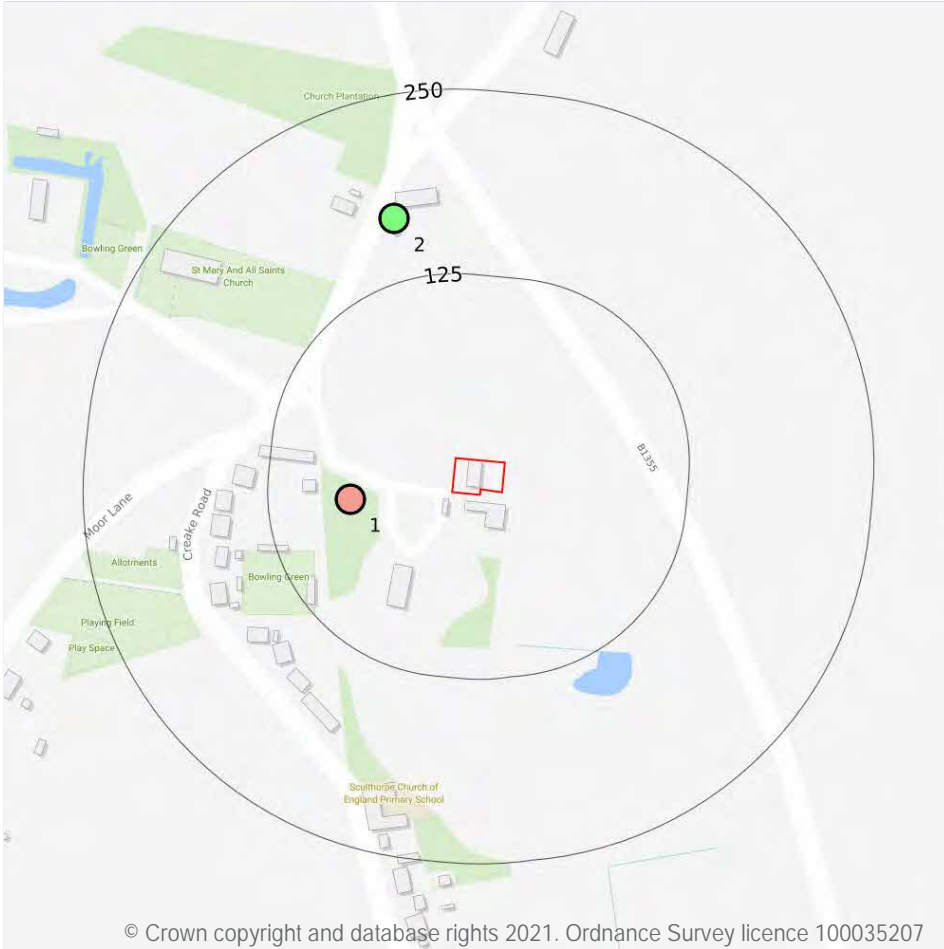 250
Church Plantation
2
Bowling Green
St Mary And All Saints
Church
125
B1355
Moor Lane
Creake Road
1
Allotments
Bowling Green
Playing Field
Play Space
Sculthorpe Church of
England Primary School
© Crown copyright and database rights 2021. Ordnance Survey licence 100035207